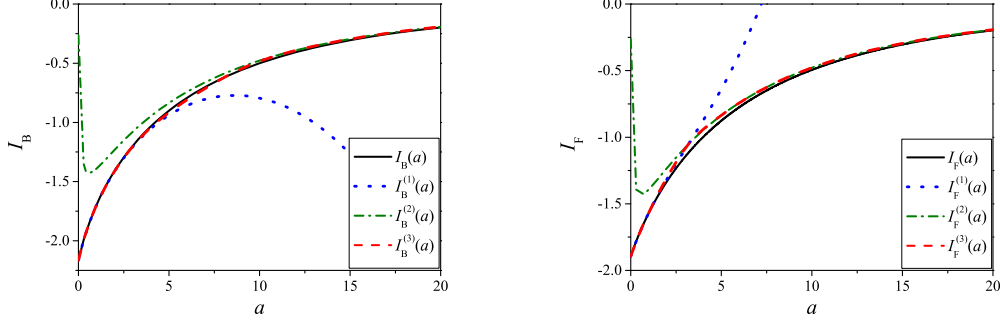 0.0
-0.5
-1.0
-1.5
-2.0
I_B
0 5 10 15 20
a
I_B(a)
I_B^(1)(a)
I_B^(2)(a)
I_B^(3)(a)
0.0
-0.5
-1.0
-1.5
-2.0
I_F
0 5 10 15 20
a
I_F(a)
I_F^(1)(a)
I_F^(2)(a)
I_F^(3)(a)